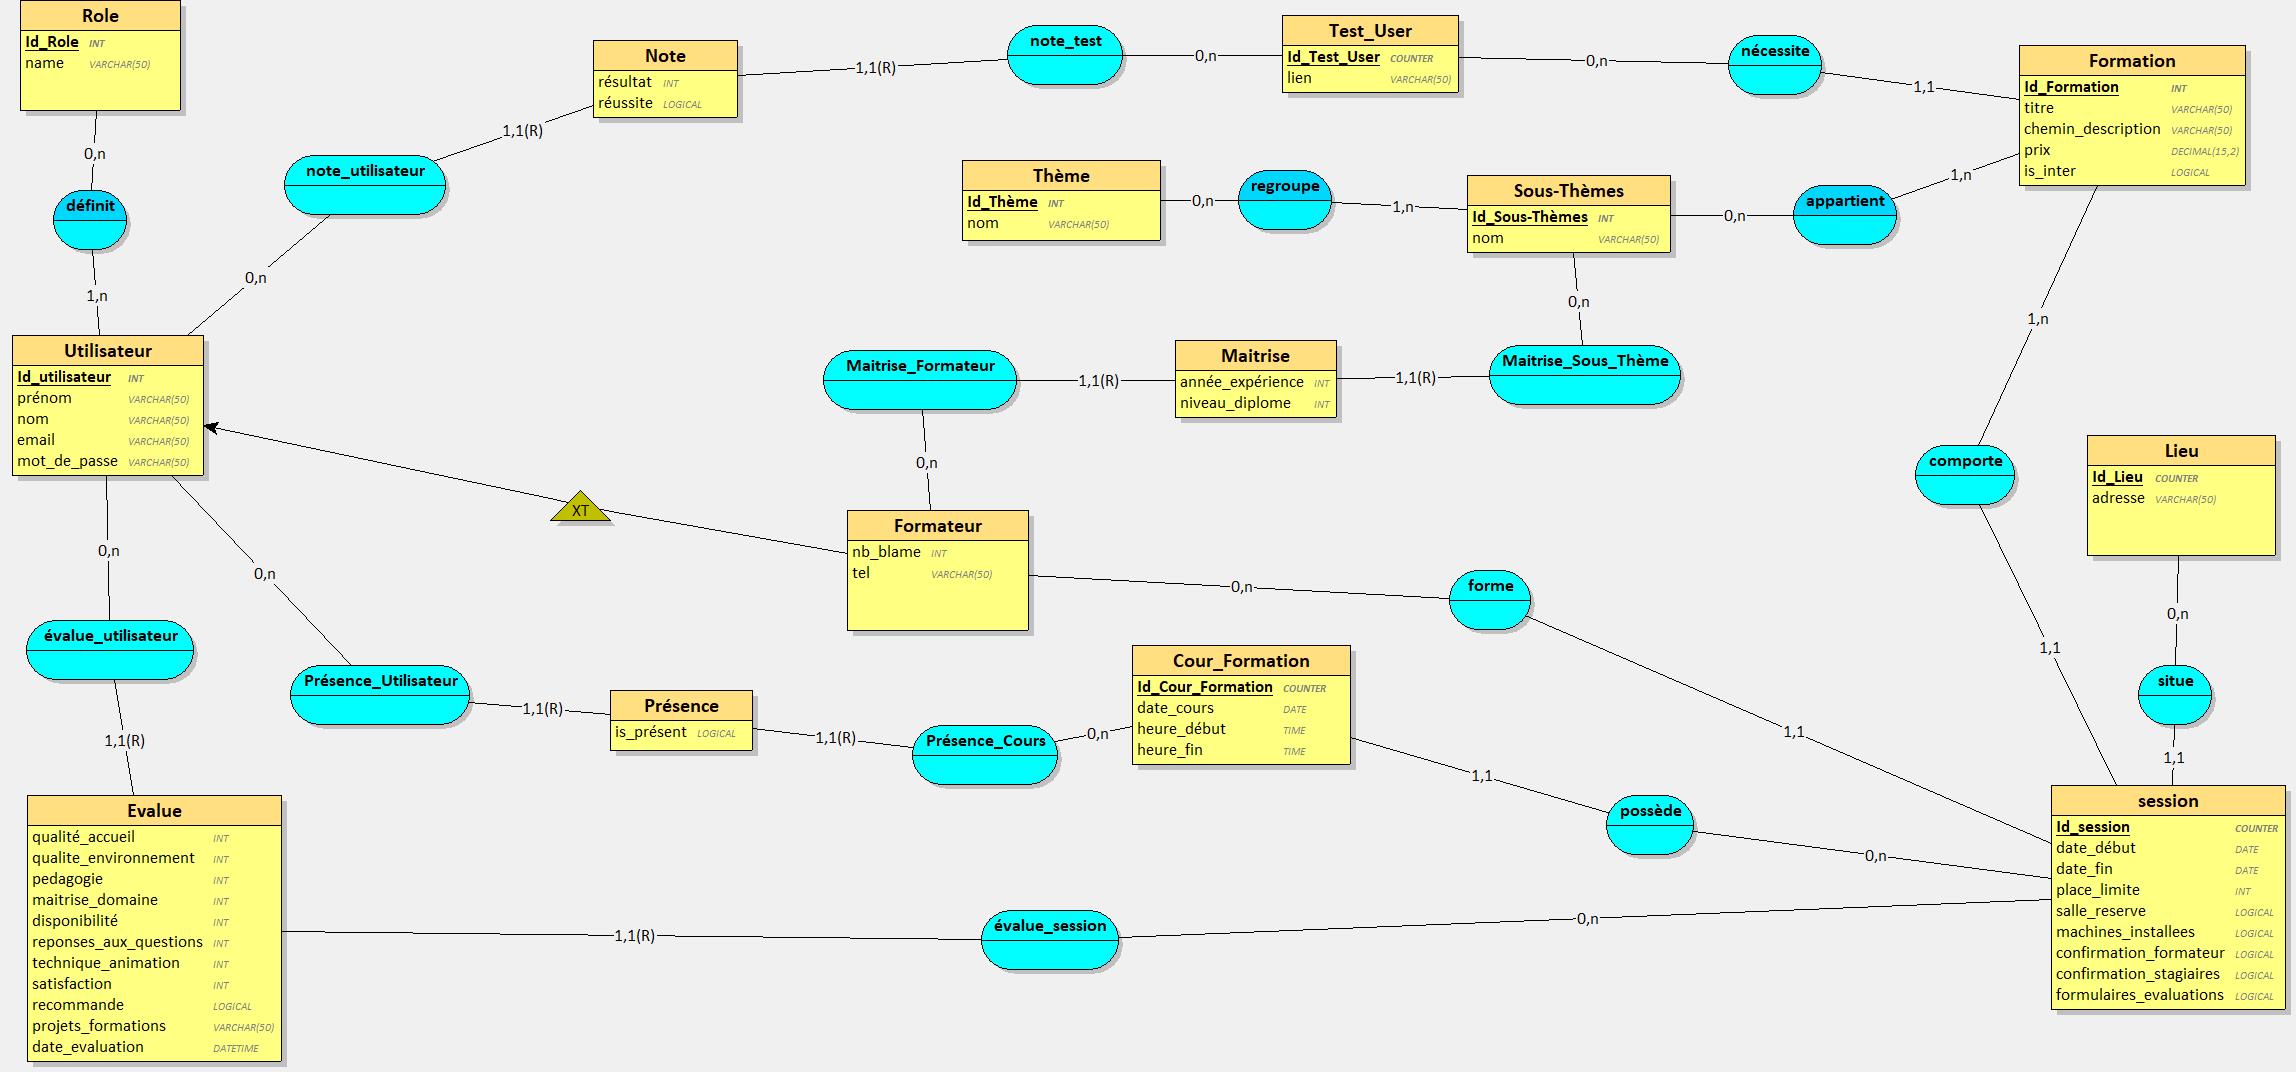 Role
Id_Role INT
name VARCHAR(50)
0,n
définit
1,n
Note
résultat INT
réussite LOGICAL
1,1(R)
note_test
0,n
Test_User
Id_Test_User COUNTER
lien VARCHAR(50)
0,n
nécessite
1,1
Formation
Id_Formation INT
titre VARCHAR(50)
chemin_description VARCHAR(50)
prix DECIMAL(15,2)
is_inter LOGICAL
1,1(R)
note_utilisateur
0,n
Thème
Id_Thème INT
nom VARCHAR(50)
0,n
regroupe
1,n
Sous-Thèmes
Id_Sous-Thèmes INT
nom VARCHAR(50)
0,n
appartient
1,n
0,n
1,n
Utilisateur
Id_utilisateur INT
prénom VARCHAR(50)
nom VARCHAR(50)
email VARCHAR(50)
mot_de_passe VARCHAR(50)
Maitrise_Formateur
1,1(R)
Maitrise
année_expérience INT
niveau_diplome INT
1,1(R)
Maitrise_Sous_Thème
0,n
XT
comporte
Lieu
Id_Lieu COUNTER
adresse VARCHAR(50)
Formateur
nb_blame INT
tel VARCHAR(50)
0,n
forme
0,n
0,n
0,n
1,1
évalue_utilisateur
Présence_Utilisateur
1,1(R)
Présence
is_présent LOGICAL
1,1(R)
Présence_Cours
0,n
Cour_Formation
Id_Cour_Formation COUNTER
date_cours DATE
heure_début TIME
heure_fin TIME
situe
1,1
1,1(R)
1,1
1,1
possède
0,n
Evalue
qualité_accueil INT
qualite_environnement INT
pedagogie INT
maitrise_domaine INT
disponibilité INT
reponses_aux_questions INT
technique_animation INT
satisfaction INT
recommande LOGICAL
projets_formations VARCHAR(50)
date_evaluation DATETIME
1,1(R)
évalue_session
0,n
session
Id_session COUNTER
date_début DATE
date_fin DATE
place_limite INT
salle_reserve LOGICAL
machines_installees LOGICAL
confirmation_formateur LOGICAL
confirmation_stagiaires LOGICAL
formulaires_evaluations LOGICAL